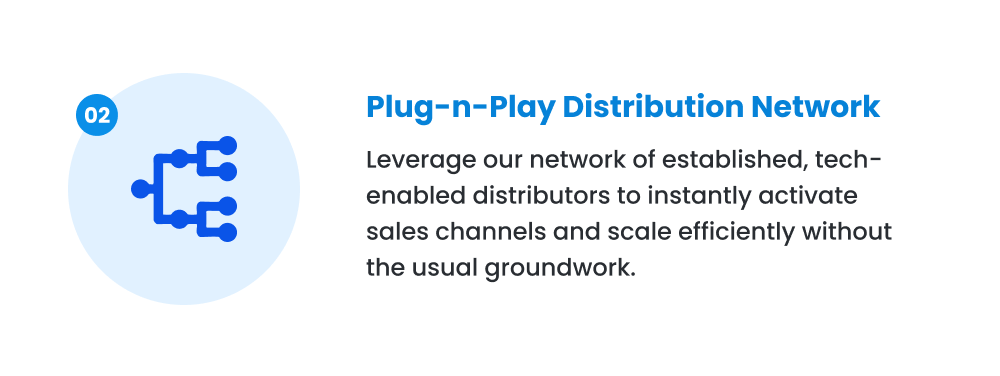 02
Plug-n-Play Distribution Network
Leverage our network of established, tech-
enabled distributors to instantly activate
sales channels and scale efficiently without
the usual groundwork.